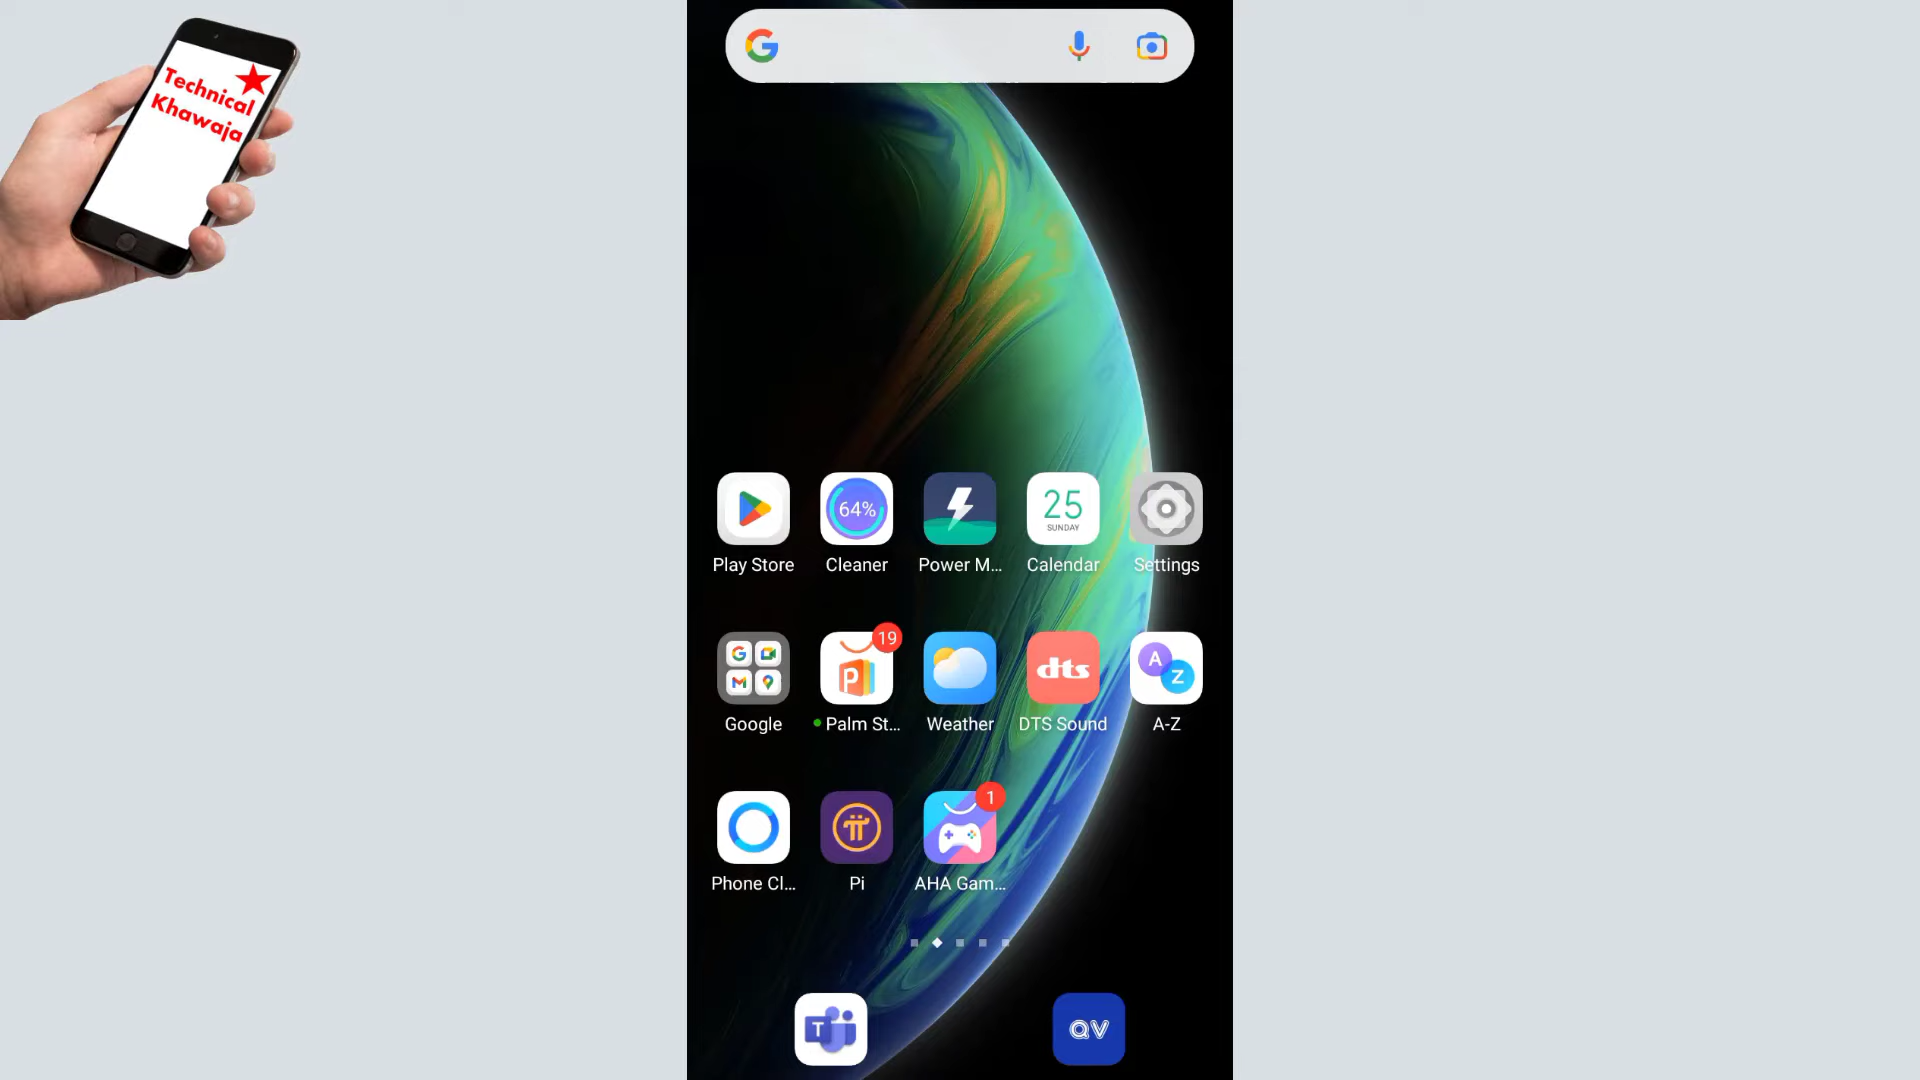 Technical
Khawaja
64%
25
SUNDAY
Play Store
Cleaner
Power M...
Calendar
Settings
19
P
dts
A
Z
Google
Palm St...
Weather
DTS Sound
A-Z
1
Phone Cl...
Pi
AHA Gam...
T
QV